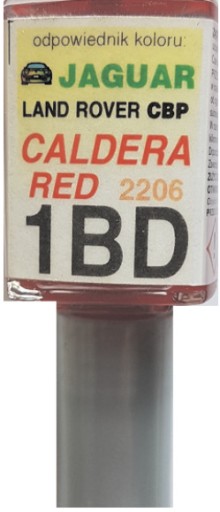 odpowiednik koloru:
JAGUAR
LAND ROVER CBP
CALDERA
RED 2206
1BD